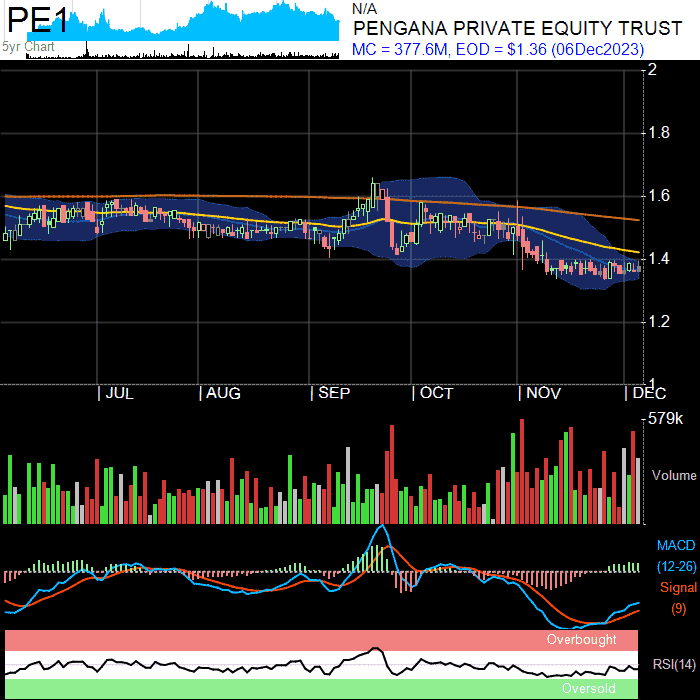 PE1
5yr Chart
N/A
PENGANA PRIVATE EQUITY TRUST
MC = 377.6M, EOD = $1.36 (06Dec2023)
2
1.8
1.6
1.4
1.2
1
| JUL | AUG | SEP | OCT | NOV | DEC
579k
Volume
MACD
(12-26)
Signal
(9)
Overbought
RSI(14)
Oversold